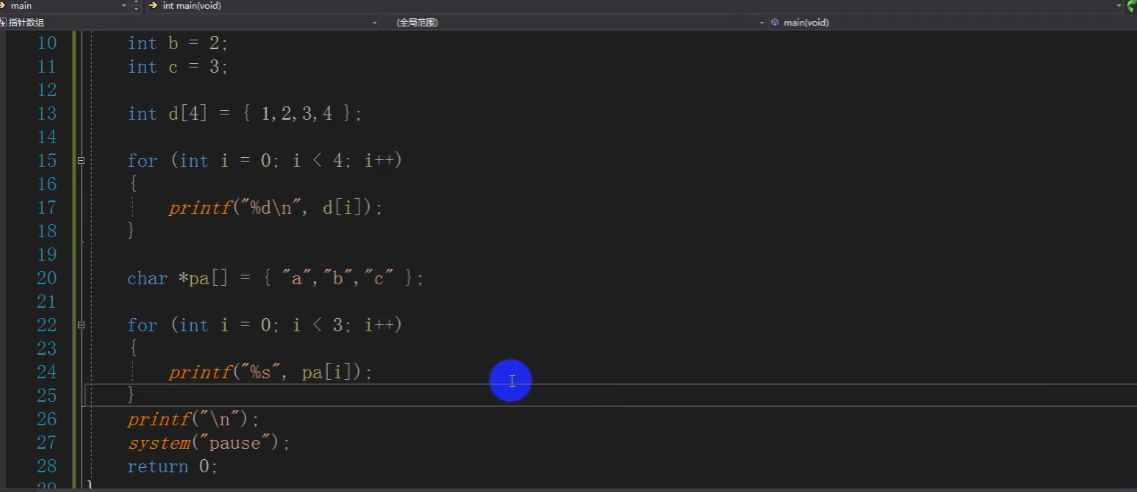 main int main(void)
指针数组 (全局范围) main(void)
10 int b = 2;
11 int c = 3;
12
13 int d[4] = { 1,2,3,4 };
14
15 for (int i = 0; i < 4; i++)
16 {
17 printf("%d\n", d[i]);
18 }
19
20 char *pa[] = { "a","b","c" };
21
22 for (int i = 0; i < 3; i++)
23 {
24 printf("%s", pa[i]);
25 }
26 printf("\n");
27 system("pause");
28 return 0;
29 }